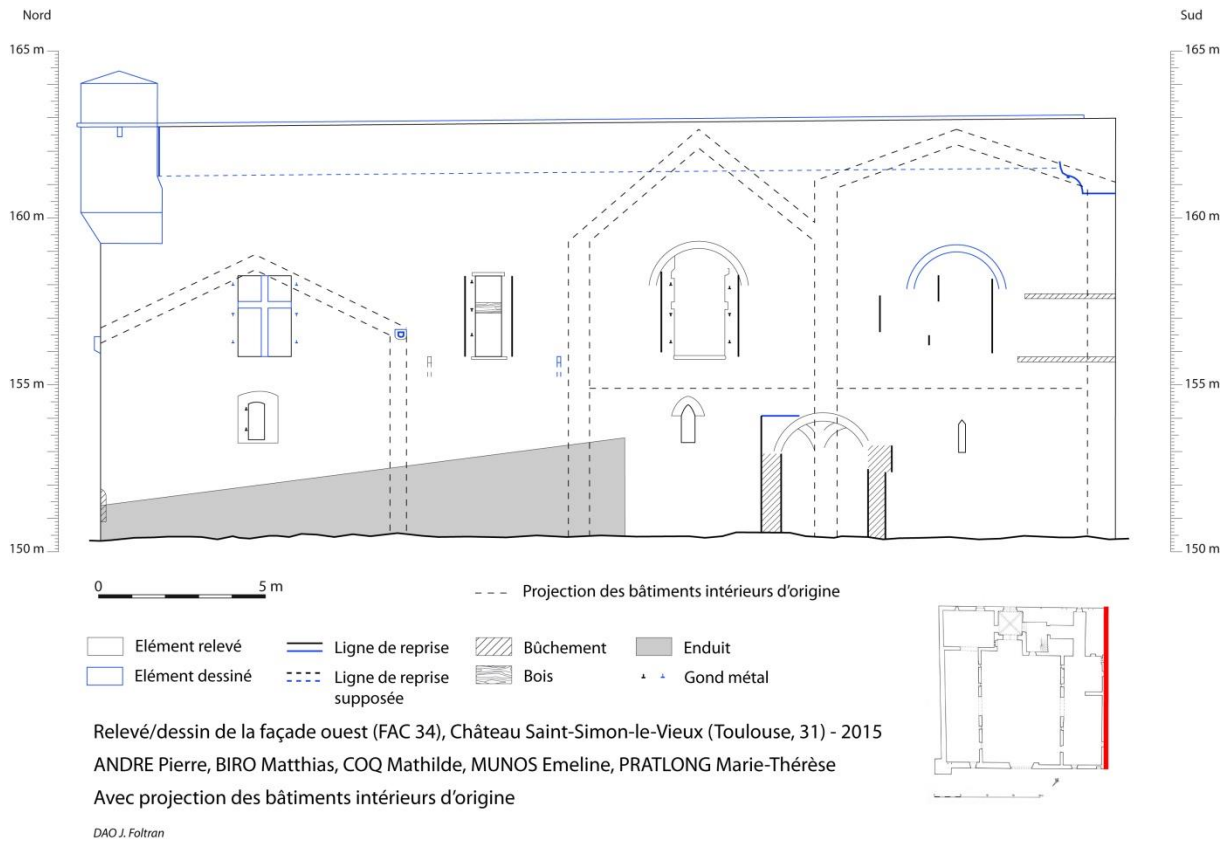 Nord
Sud
165 m
165 m
160 m
160 m
155 m
155 m
150 m
150 m
0 5 m
Projection des bâtiments intérieurs d'origine
Elément relevé
Ligne de reprise
Bûchement
Enduit
Elément dessiné
Ligne de reprise
supposée
Bois
Gond métal
Relevé/dessin de la façade ouest (FAC 34), Château Saint-Simon-le-Vieux (Toulouse, 31) - 2015
ANDRE Pierre, BIRO Matthias, COQ Mathilde, MUNOS Emeline, PRATLONG Marie-Thérèse
Avec projection des bâtiments intérieurs d'origine
DAO J. Foltran